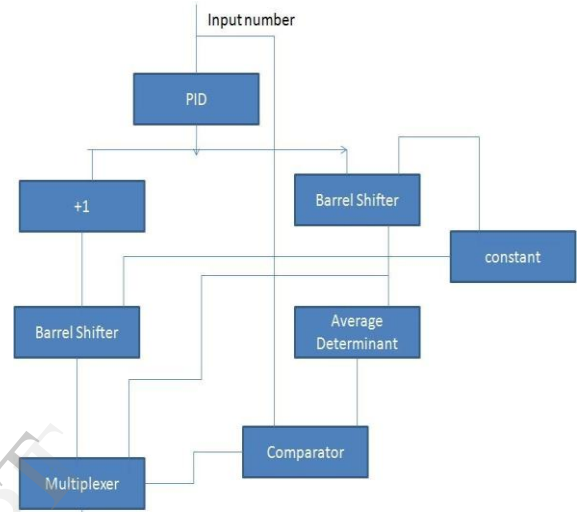 Input number
PID
+1
Barrel Shifter
constant
Barrel Shifter
Average
Determinant
Comparator
Multiplexer